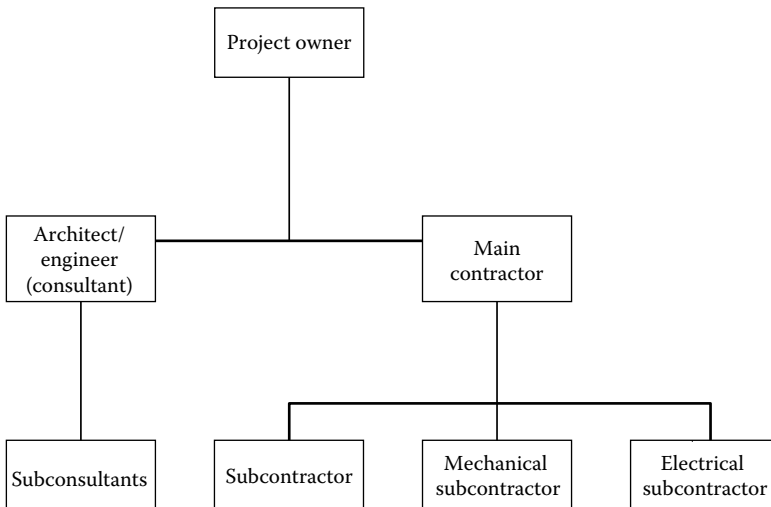 Project owner
Architect/
engineer
(consultant)
Main
contractor
Subconsultants
Subcontractor
Mechanical
subcontractor
Electrical
subcontractor